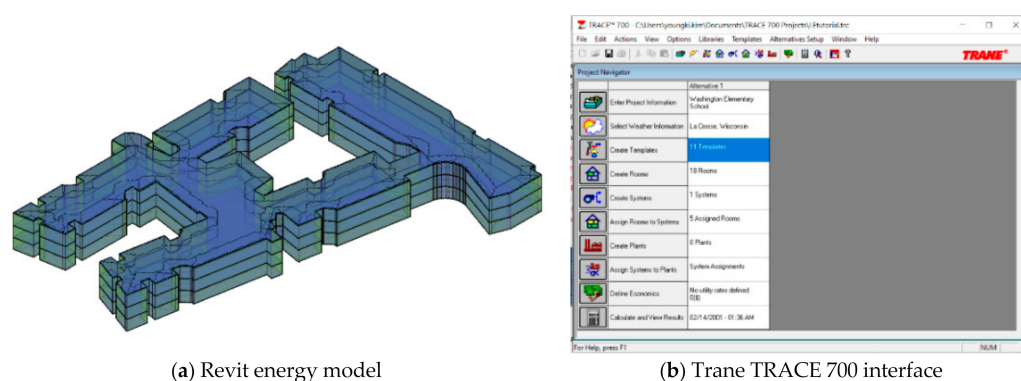 TRACE™ 700 - C:\Users\youngki.kim\Documents\TRACE 700 Projects\LFtutorial.trc
File Edit Actions View Options Libraries Templates Alternatives Setup Window Help
TRANE®
Project Navigator
Alternative 1
Enter Project Information Washington Elementary
School
Select Weather Information La Crosse, Wisconsin
Create Templates 11 Templates
Create Rooms 18 Rooms
Create Systems 1 Systems
Assign Rooms to Systems 5 Assigned Rooms
Create Plants 0 Plants
Assign Systems to Plants System Assignments
Define Economics No utility rates defined
Calculate and View Results 02/14/2001 - 01:36 AM
For Help, press F1 NUM
(a) Revit energy model (b) Trane TRACE 700 interface